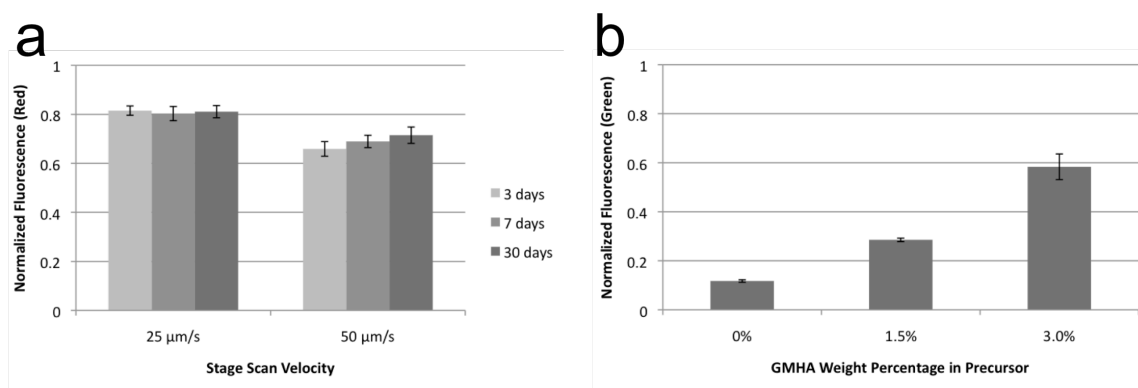 a
1
0.8
0.6
0.4
0.2
0
Normalized Fluorescence (Red)
25 µm/s
50 µm/s
Stage Scan Velocity
3 days
7 days
30 days
b
1
0.8
0.6
0.4
0.2
0
Normalized Fluorescence (Green)
0%
1.5%
3.0%
GMHA Weight Percentage in Precursor